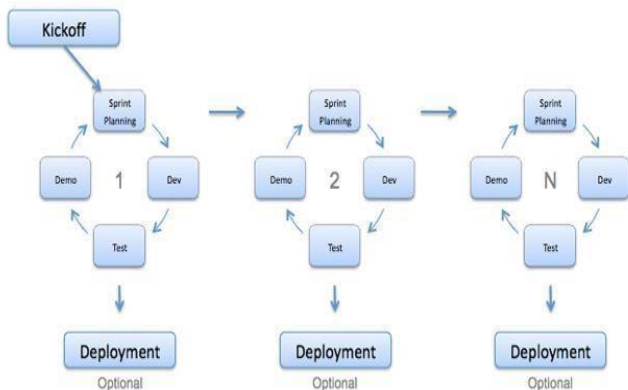 Kickoff
Sprint
Planning
Demo
1
Dev
Test
Deployment
Optional
Sprint
Planning
Demo
2
Dev
Test
Deployment
Optional
Sprint
Planning
Demo
N
Dev
Test
Deployment
Optional